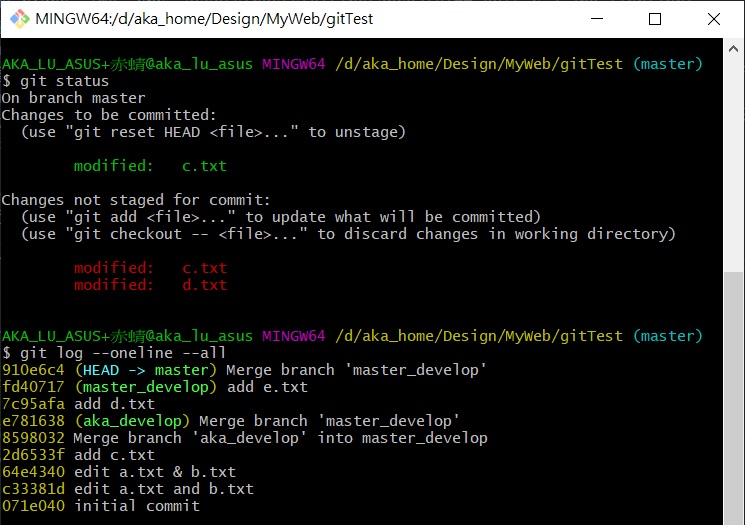 MINGW64:/d/aka_home/Design/MyWeb/gitTest
AKA_LU_ASUS+赤蜻@aka_lu_asus MINGW64 /d/aka_home/Design/MyWeb/gitTest (master)
$ git status
On branch master
Changes to be committed:
  (use "git reset HEAD <file>..." to unstage)
        modified:   c.txt
Changes not staged for commit:
  (use "git add <file>..." to update what will be committed)
  (use "git checkout -- <file>..." to discard changes in working directory)
        modified:   c.txt
        modified:   d.txt
AKA_LU_ASUS+赤蜻@aka_lu_asus MINGW64 /d/aka_home/Design/MyWeb/gitTest (master)
$ git log --oneline --all
910e6c4 (HEAD -> master) Merge branch 'master_develop'
fd40717 (master_develop) add e.txt
7c95afa add d.txt
e781638 (aka_develop) Merge branch 'master_develop'
8598032 Merge branch 'aka_develop' into master_develop
2d6533f add c.txt
64e4340 edit a.txt & b.txt
c33381d edit a.txt and b.txt
071e040 initial commit